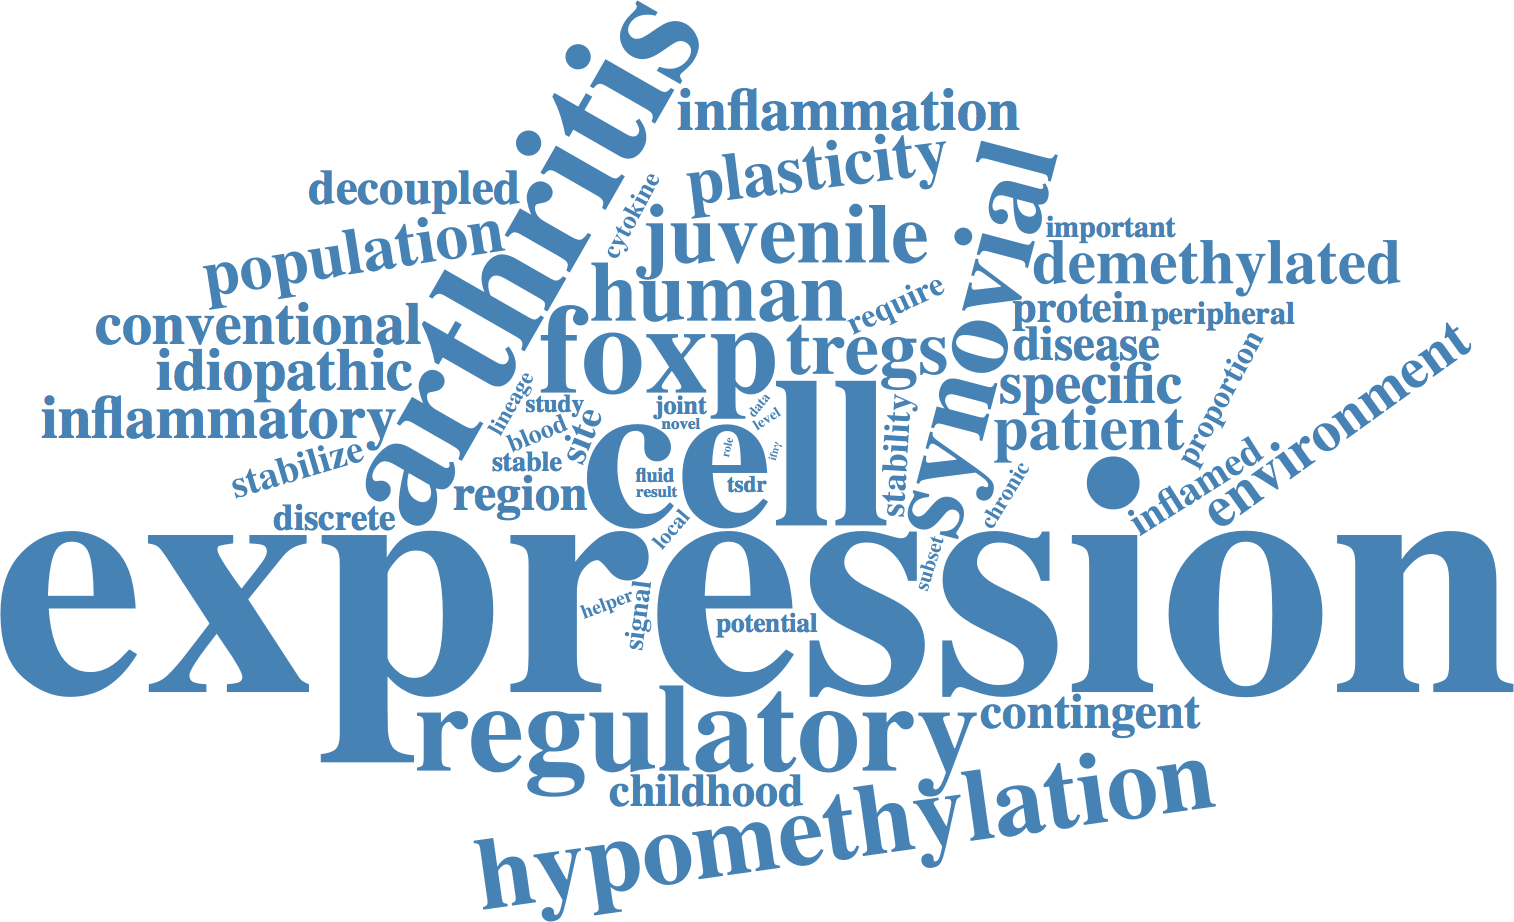 arthritis
inflammation
plasticity
decoupled
cytokine
synovial
population
juvenile
important
demethylated
human
require
conventional
foxp
tregs
protein
peripheral
idiopathic
disease
specific
proportion
environment
inflammatory
lineage
study
joint
data
level
novel
blood
site
stability
patient
stabilize
stable
role
ifnγ
cell
fluid
result
tsdr
region
chronic
inflamed
discrete
local
subset
expression
helper
signal
potential
regulatory
contingent
childhood
hypomethylation